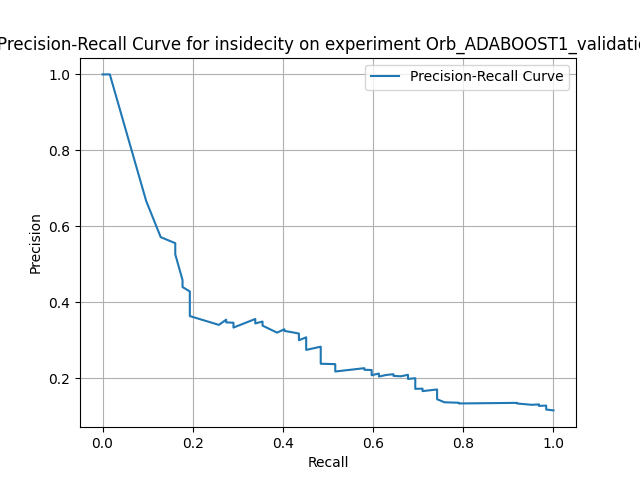 Precision-Recall Curve for insidecity on experiment Orb_ADABOOST1_validatio
Precision-Recall Curve
1.0
0.8
0.6
0.4
0.2
Precision
0.0
0.2
0.4
0.6
0.8
1.0
Recall